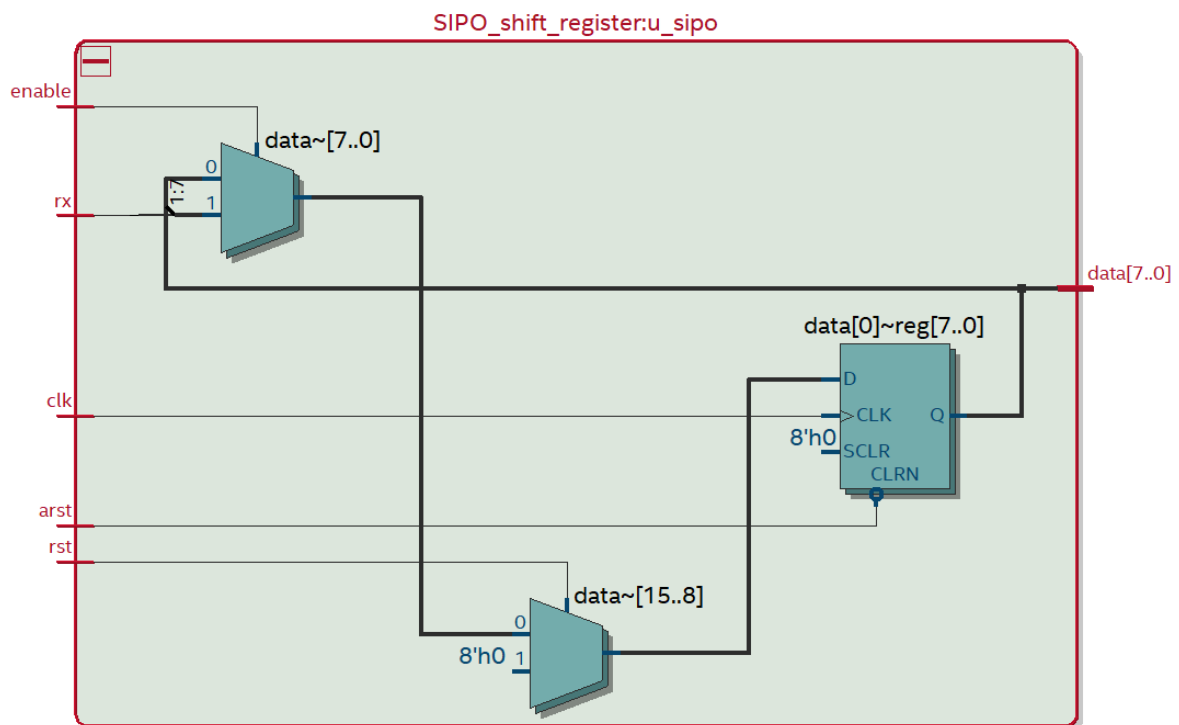 SIPO_shift_register:u_sipo
enable
data~[7..0]
0
1:7
rx
1
data[7..0]
data[0]~reg[7..0]
D
clk
CLK
Q
8'h0
SCLR
CLRN
arst
rst
data~[15..8]
0
8'h0
1